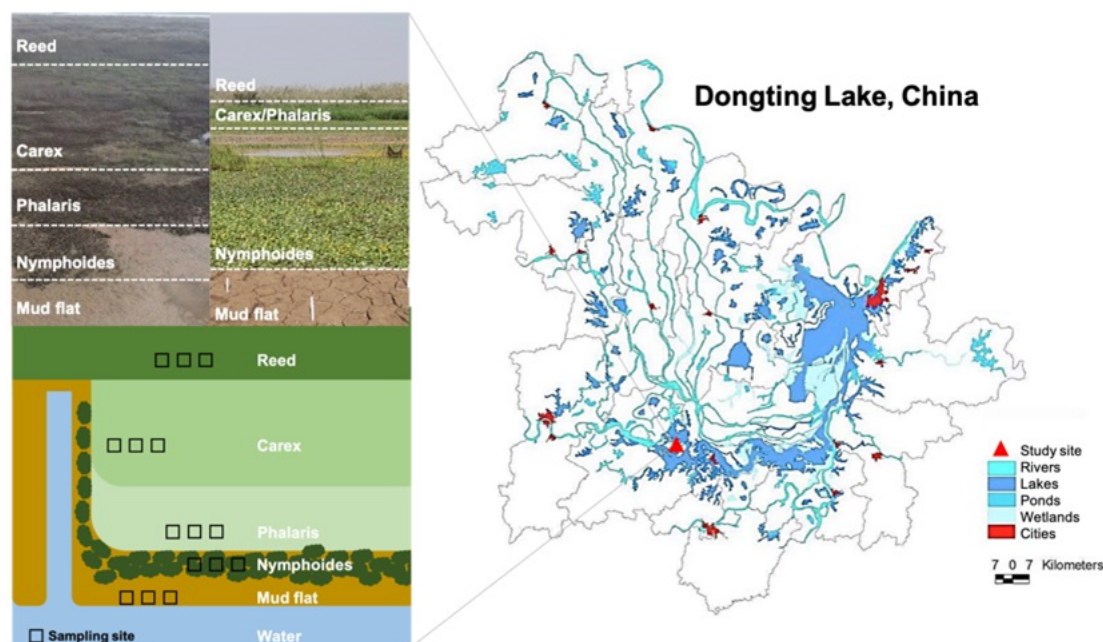 Reed
Carex
Phalaris
Nymphoides
Mud flat
Reed
Carex/Phalaris
Nymphoides
Mud flat
Reed
Carex
Phalaris
Nymphoides
Mud flat
Sampling site
Water
Dongting Lake, China
Study site
Rivers
Lakes
Ponds
Wetlands
Cities
7 0 7 Kilometers